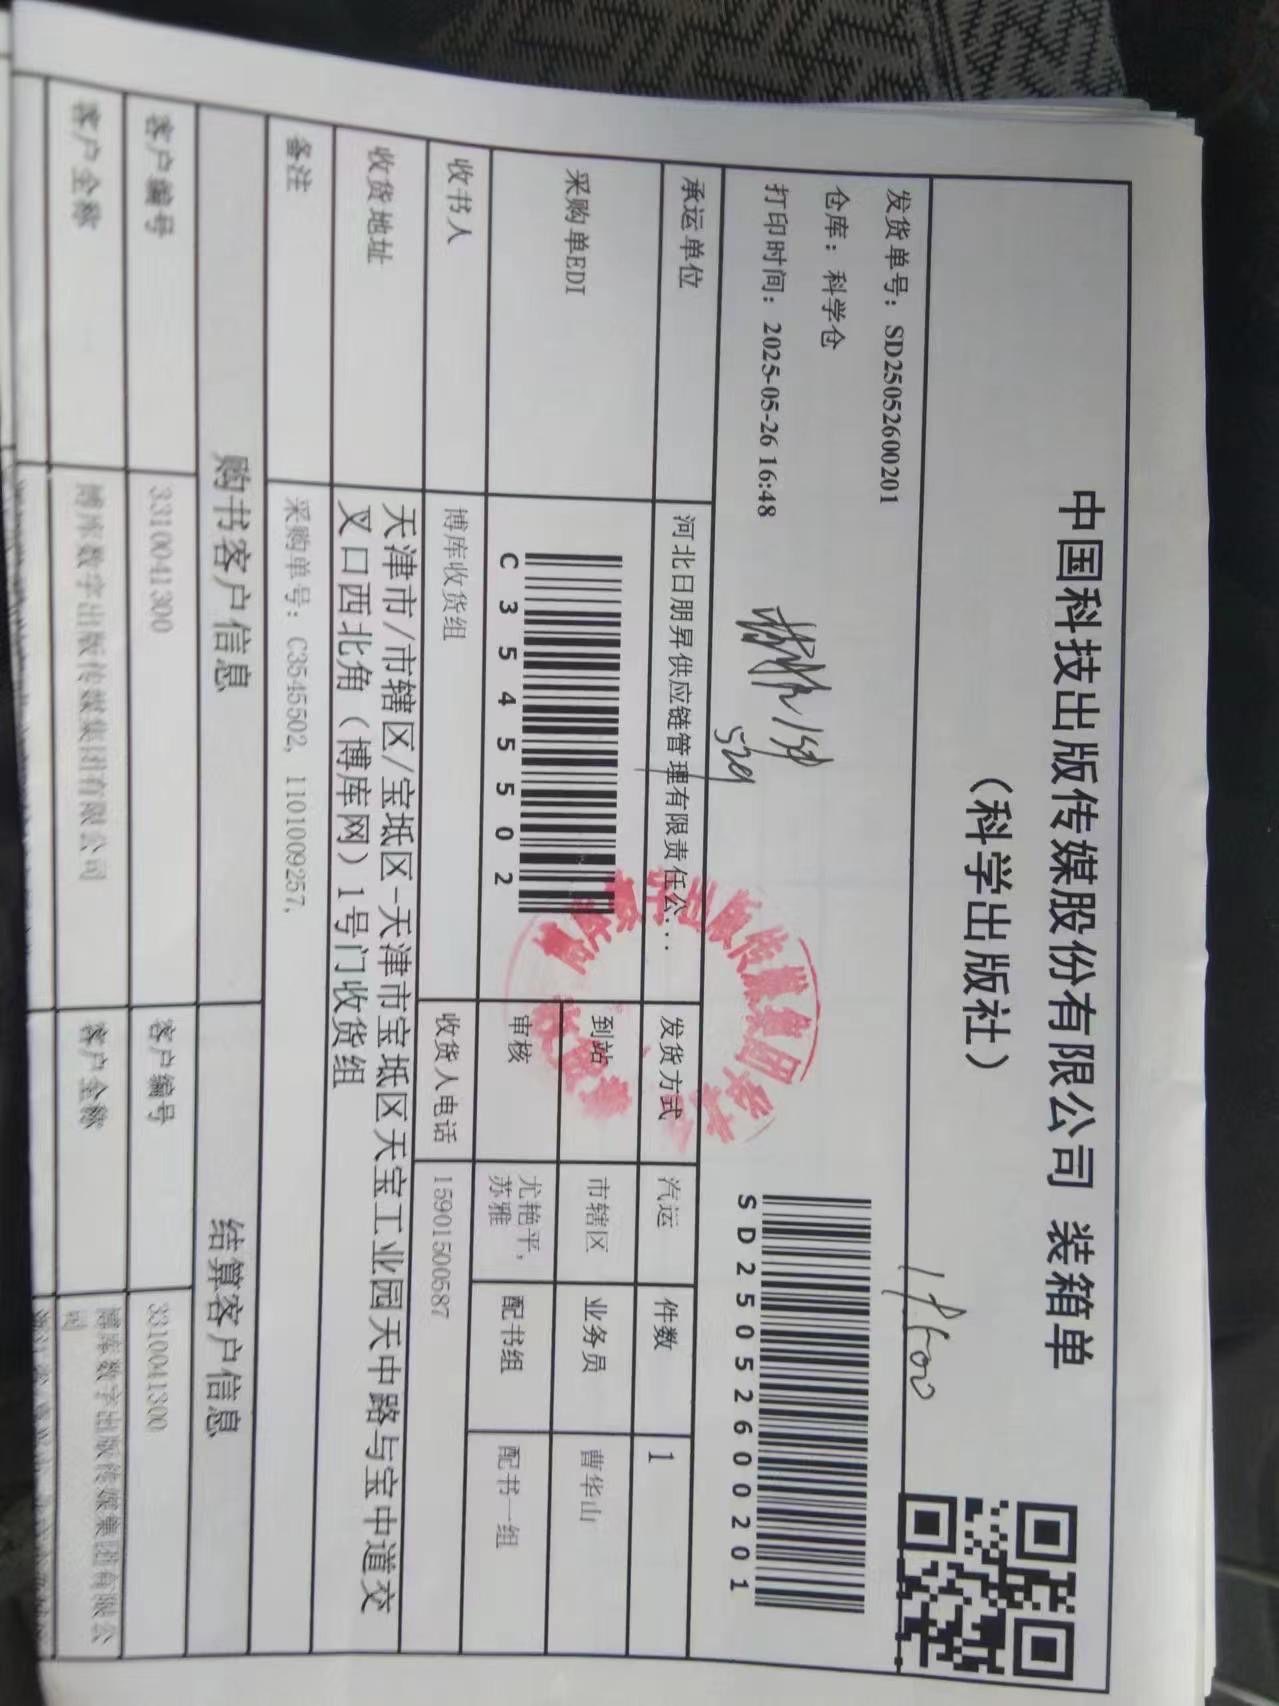 中国科技出版传媒股份有限公司 装箱单
（科学出版社）
发货单号：SD2505260​0201
仓库：科学仓
打印时间：2025-05-26 16:48
529
SD25052600201
承运单位 河北日朋昇供应链管理有限责任公... 发货方式 汽运 件数 1
采购单EDI C3545502 到站 市辖区 业务员 曹华山
审核 尤艳平，苏雅 配书组 配书一组
收书人 博库收货组 收货人电话 15901500587
收货地址 天津市/市辖区/宝坻区-天津市宝坻区天宝工业园天中路与宝中道交
叉口西北角（博库网）1号门收货组
备注 采购单号：C3545502, 1101009257,
购书客户信息 结算客户信息
客户编号 3310041300 客户编号 3310041300
客户全称 博库数字出版传媒集团有限公司 客户全称 博库数字出版传媒集团有限公
司